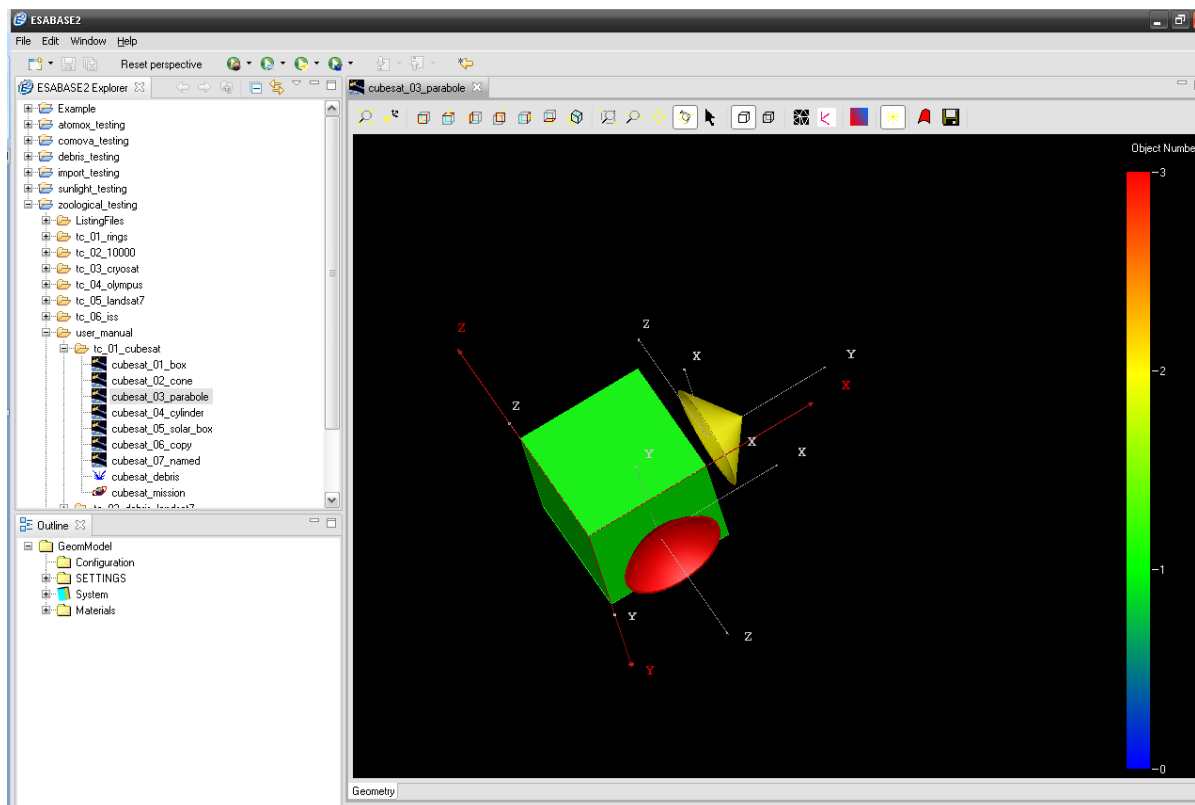 ESABASE2
File Edit Window Help
Reset perspective
ESABASE2 Explorer
Example
atomox_testing
comova_testing
debris_testing
import_testing
sunlight_testing
zoological_testing
ListingFiles
tc_01_rings
tc_02_10000
tc_03_cryosat
tc_04_olympus
tc_05_landsat7
tc_06_iss
user_manual
tc_01_cubesat
cubesat_01_box
cubesat_02_cone
cubesat_03_parabole
cubesat_04_cylinder
cubesat_05_solar_box
cubesat_06_copy
cubesat_07_named
cubesat_debris
cubesat_mission
Outline
GeomModel
Configuration
SETTINGS
System
Materials
cubesat_03_parabole
Object Numbe
3
2
1
0
Z
Z
X
Y
X
Z
Y
X
X
Y
Z
Y
Geometry